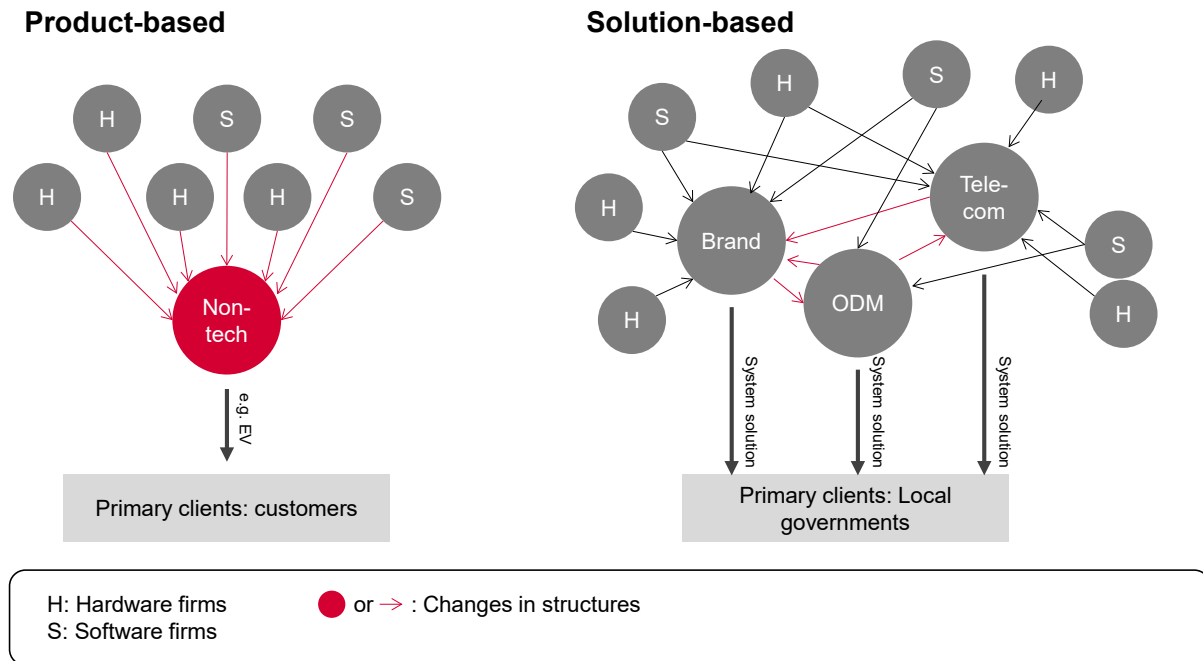 Product-based
H
S
S
H
H
H
S
Non-
tech
e.g. EV
Primary clients: customers
Solution-based
S
H
S
H
H
H
S
H
Brand
ODM
Tele-
com
System solution
System solution
System solution
Primary clients: Local
governments
H: Hardware firms
S: Software firms
or → : Changes in structures